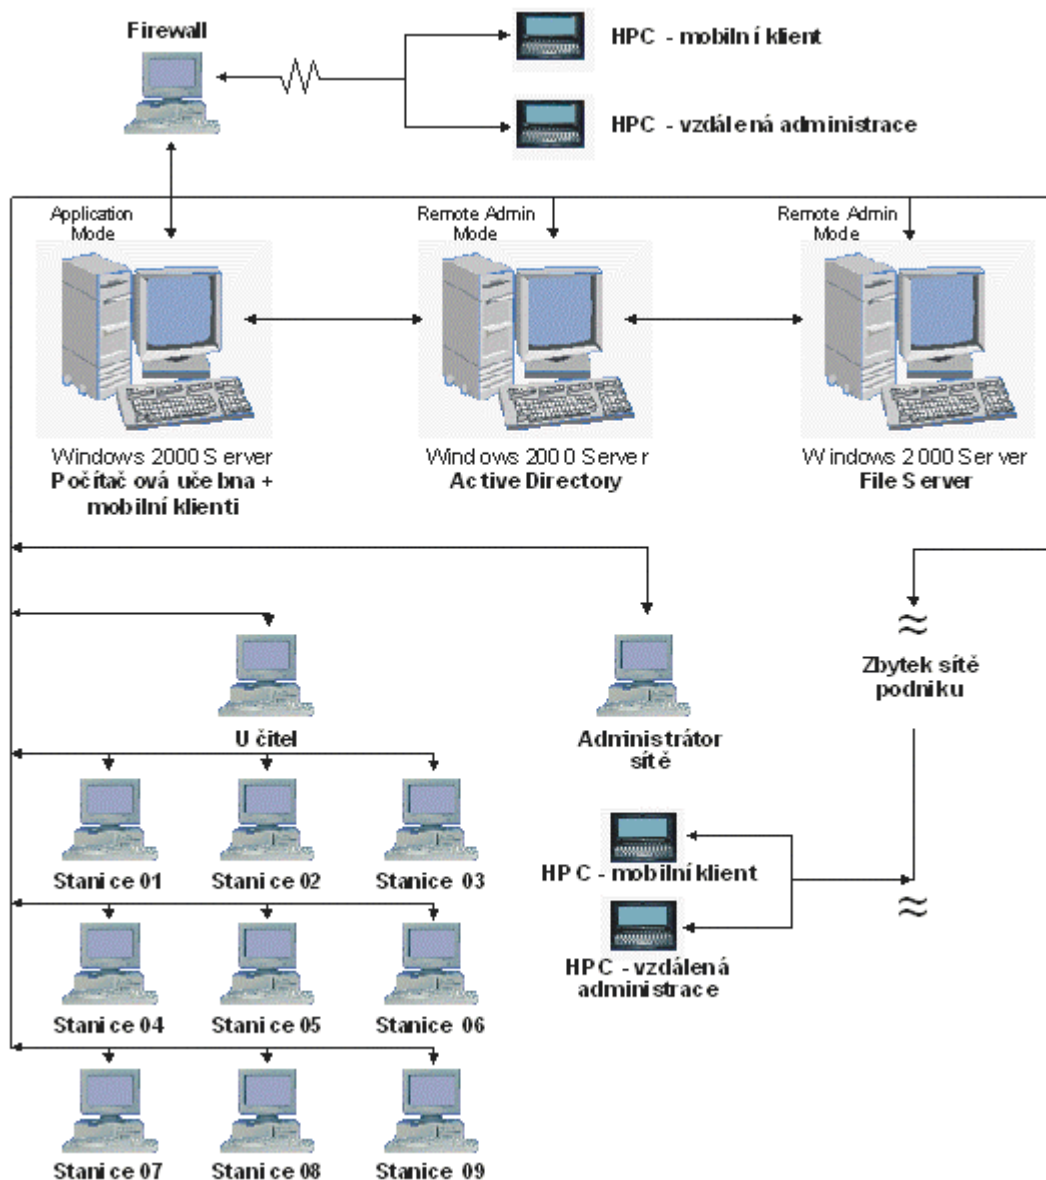 Firewall
HPC - mobilní klient
HPC - vzdálená administrace
Application
Mode
Remote Admin
Mode
Remote Admin
Mode
Windows 2000 Server
Počítačová učebna +
mobilní klienti
Windows 2000 Server
Active Directory
Windows 2000 Server
File Server
Zbytek sítě
podniku
Učitel
Administrátor
sítě
Stanice 01
Stanice 02
Stanice 03
HPC - mobilní klient
HPC - vzdálená
administrace
Stanice 04
Stanice 05
Stanice 06
Stanice 07
Stanice 08
Stanice 09